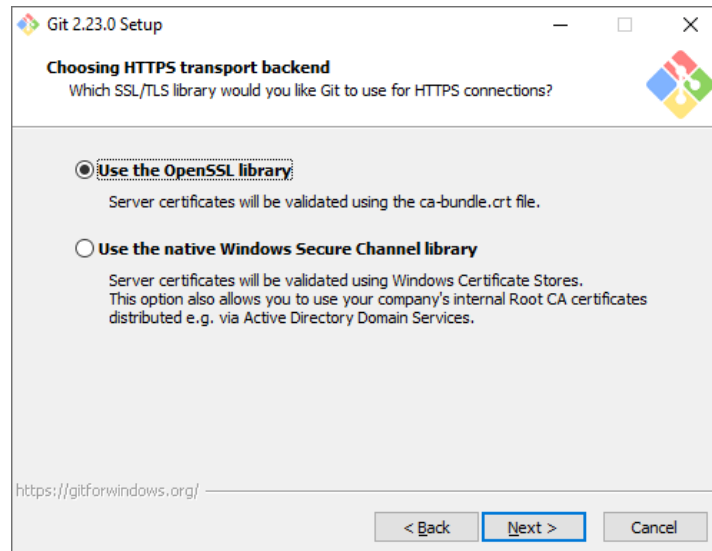 Git 2.23.0 Setup
Choosing HTTPS transport backend
Which SSL/TLS library would you like Git to use for HTTPS connections?
Use the OpenSSL library
Server certificates will be validated using the ca-bundle.crt file.
Use the native Windows Secure Channel library
Server certificates will be validated using Windows Certificate Stores.
This option also allows you to use your company's internal Root CA certificates
distributed e.g. via Active Directory Domain Services.
https://gitforwindows.org/
< Back
Next >
Cancel